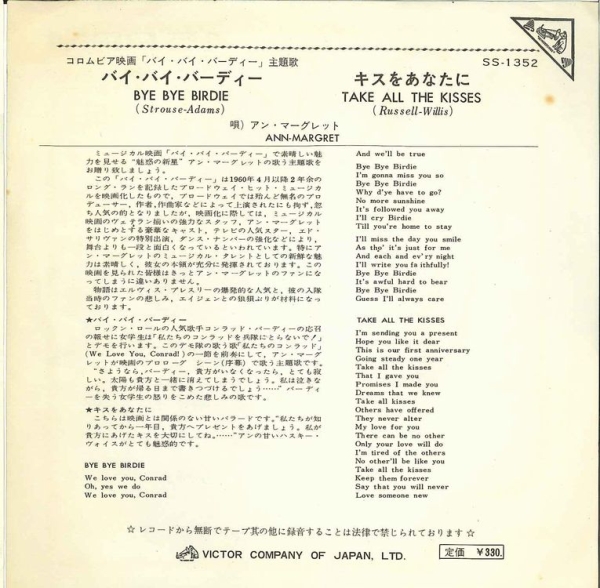 SS-1352
コロムビア映画「バイ・バイ・バーディー」主題歌
バイ・バイ・バーディー
BYE BYE BIRDIE
(Strouse-Adams)
キスをあなたに
TAKE ALL THE KISSES
(Russell-Willis)
唄）アン・マーグレット
ANN-MARGRET
ミュージカル映画「バイ・バイ・バーディー」で素晴しい魅
力を見せる“魅惑の新星”アン・マーグレットの歌う主題歌を
お贈り致しましょう。
この「バイ・バイ・バーディー」は1960年４月以降２年余の
ロング・ランを記録したブロードウェイ・ヒット・ミュージカ
ルを映画化したもので、ブロードウェイでは殆んど無名のプロ
デューサー，作者，作曲家などによって上演されたにも拘ず，忽
ち人気の的となりましたが，映画化に際しては，ミュージカル
映画のヴェテラン揃いの強力なスタッフ，アン・マーグレット
をはじめとする豪華なキャスト，テレビの人気スター，エド・
サリヴァンの特別出演，ダンス・ナンバーの強化などにより，
舞台よりも一段と面白くなっているといわれています。特にア
ン・マーグレットのミュージカル・タレントとしての新鮮な魅
力は素晴しく，彼女の本領が充分に発揮されております。この
映画を見られた皆様はきっとアン・マーグレットのファンにな
ってしまうに違いありません。
物語はエルヴィス・プレスリーの爆発的な人気と，彼の入隊
当時のファンの悲しみ，エイジェントとの駆引ぶりが材料になっ
ております。
★バイ・バイ・バーディー
ロックン・ロールの人気歌手コンラッド・バーディーの応召
の報せに女学生は「私たちのコンラッドを兵隊にとらないで！」
とデモを行います。このデモ隊の歌う歌「私たちのコンラッド」
(We Love You, Conrad!) の一節を前奏にして，アン・マーグ
レットが映画のプロローグ シーン(序幕)で歌う主題歌です。
“さようなら，バーディー，貴方がいなくなったら，とても寂
しい。太陽も貴方と一緒に消えてしまうでしょう。私は泣きな
がら，貴方が帰る日まで書きつづけるでしょう……”バーディ
ーを失う女学生の怒りをこめた悲しみの歌です。
★キスをあなたに
こちらは映画とは関係のない甘いバラードです。“私たちが知
りあってから一年目，貴方へプレゼントをあげましょう。私が
貴方にあげたキスを大切にしてね。……”アンの甘いハスキー・
ヴォイスがとても魅惑的です。
BYE BYE BIRDIE
We love you, Conrad
Oh, yes we do
We love you, Conrad
And we'll be true
Bye Bye Birdie
I'm gonna miss you so
Bye Bye Birdie
Why d'ye have to go?
No more sunshine
It's followed you away
I'll cry Birdie
Till you're home to stay
I'll miss the day you smile
As thy' it's just for me
And each and ev'ry night
I'll write you fa ithfully!
Bye Bye Birdie
It's awful hard to bear
Bye Bye Birdie
Guess I'll always care
TAKE ALL THE KISSES
I'm sending you a present
Hope you like it dear
This is our first anniversary
Going steady one year
Take all the kisses
That I gave you
Promises I made you
Dreams that we knew
Take all kisses
Others have offered
They never alter
My love for you
There can be no other
Only your love will do
I'm tired of the others
No other'll be like you
Take all the kisses
Keep them forever
Say that you will never
Love someone new
☆ レコードから無断でテープ其の他に録音することは法律で禁じられております ☆
VICTOR COMPANY OF JAPAN, LTD.
定価 ￥330.